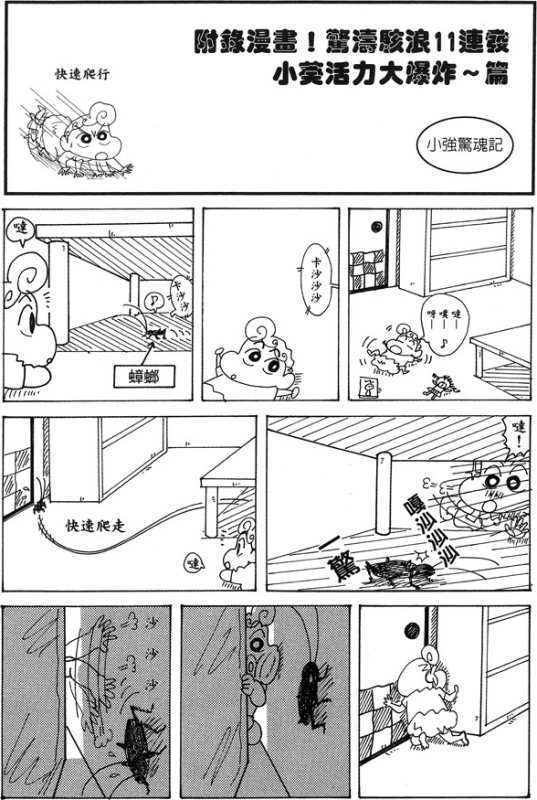 附錄漫畫！驚濤駭浪11連發
小葵活力大爆炸～篇
快速爬行
小強驚魂記
噠——
噗——
呀——♪
卡沙沙沙
噠
卡沙沙
♪
蟑螂
噠！
嘎沙沙沙
一驚
快速爬走
噠
沙沙沙